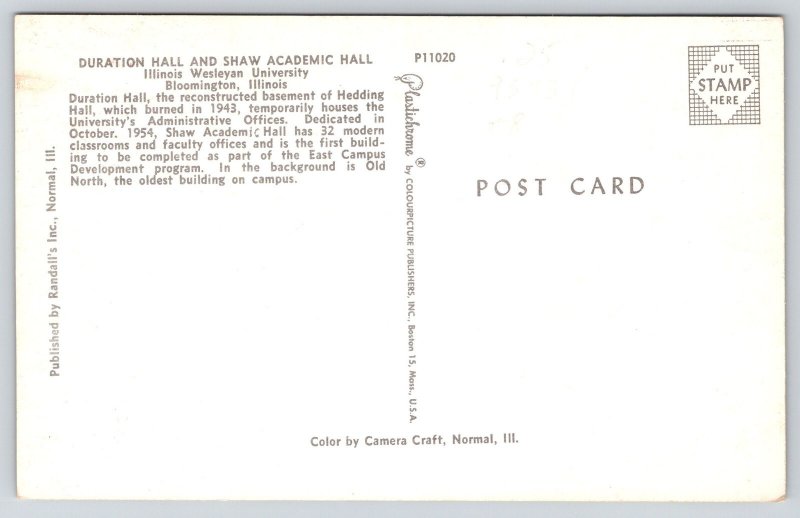 DURATION HALL AND SHAW ACADEMIC HALL
Illinois Wesleyan University
Bloomington, Illinois
Duration Hall, the reconstructed basement of Hedding
Hall, which burned in 1943, temporarily houses the
University's Administrative Offices. Dedicated in
October. 1954, Shaw Academic Hall has 32 modern
classrooms and faculty offices and is the first build-
ing to be completed as part of the East Campus
Development program. In the background is Old
North, the oldest building on campus.
Published by Randall's Inc., Normal, Ill.
P11020
Plastichrome ® by COLOURPICTURE PUBLISHERS, INC., Boston 15, Mass., U.S.A.
PUT
STAMP
HERE
POST CARD
Color by Camera Craft, Normal, Ill.